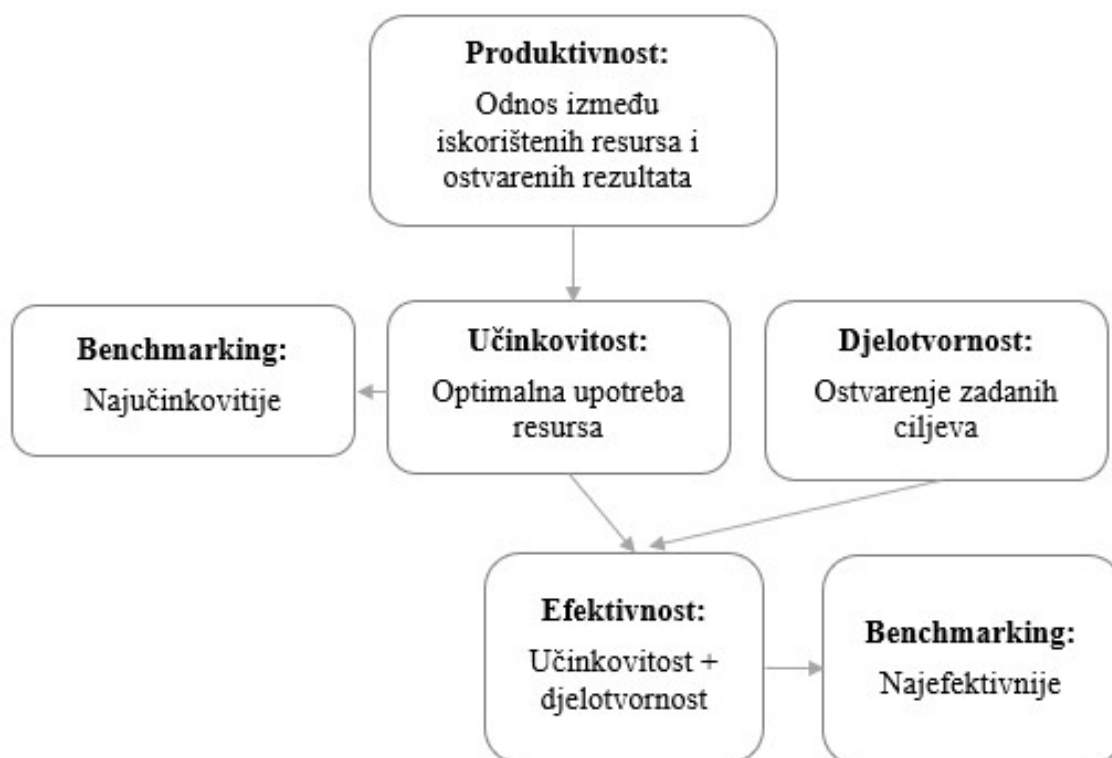 Produktivnost:
Odnos između
iskorištenih resursa i
ostvarenih rezultata
Benchmarking:
Najučinkovitije
Učinkovitost:
Optimalna upotreba
resursa
Djelotvornost:
Ostvarenje zadanih
ciljeva
Efektivnost:
Učinkovitost +
djelotvornost
Benchmarking:
Najefektivnije